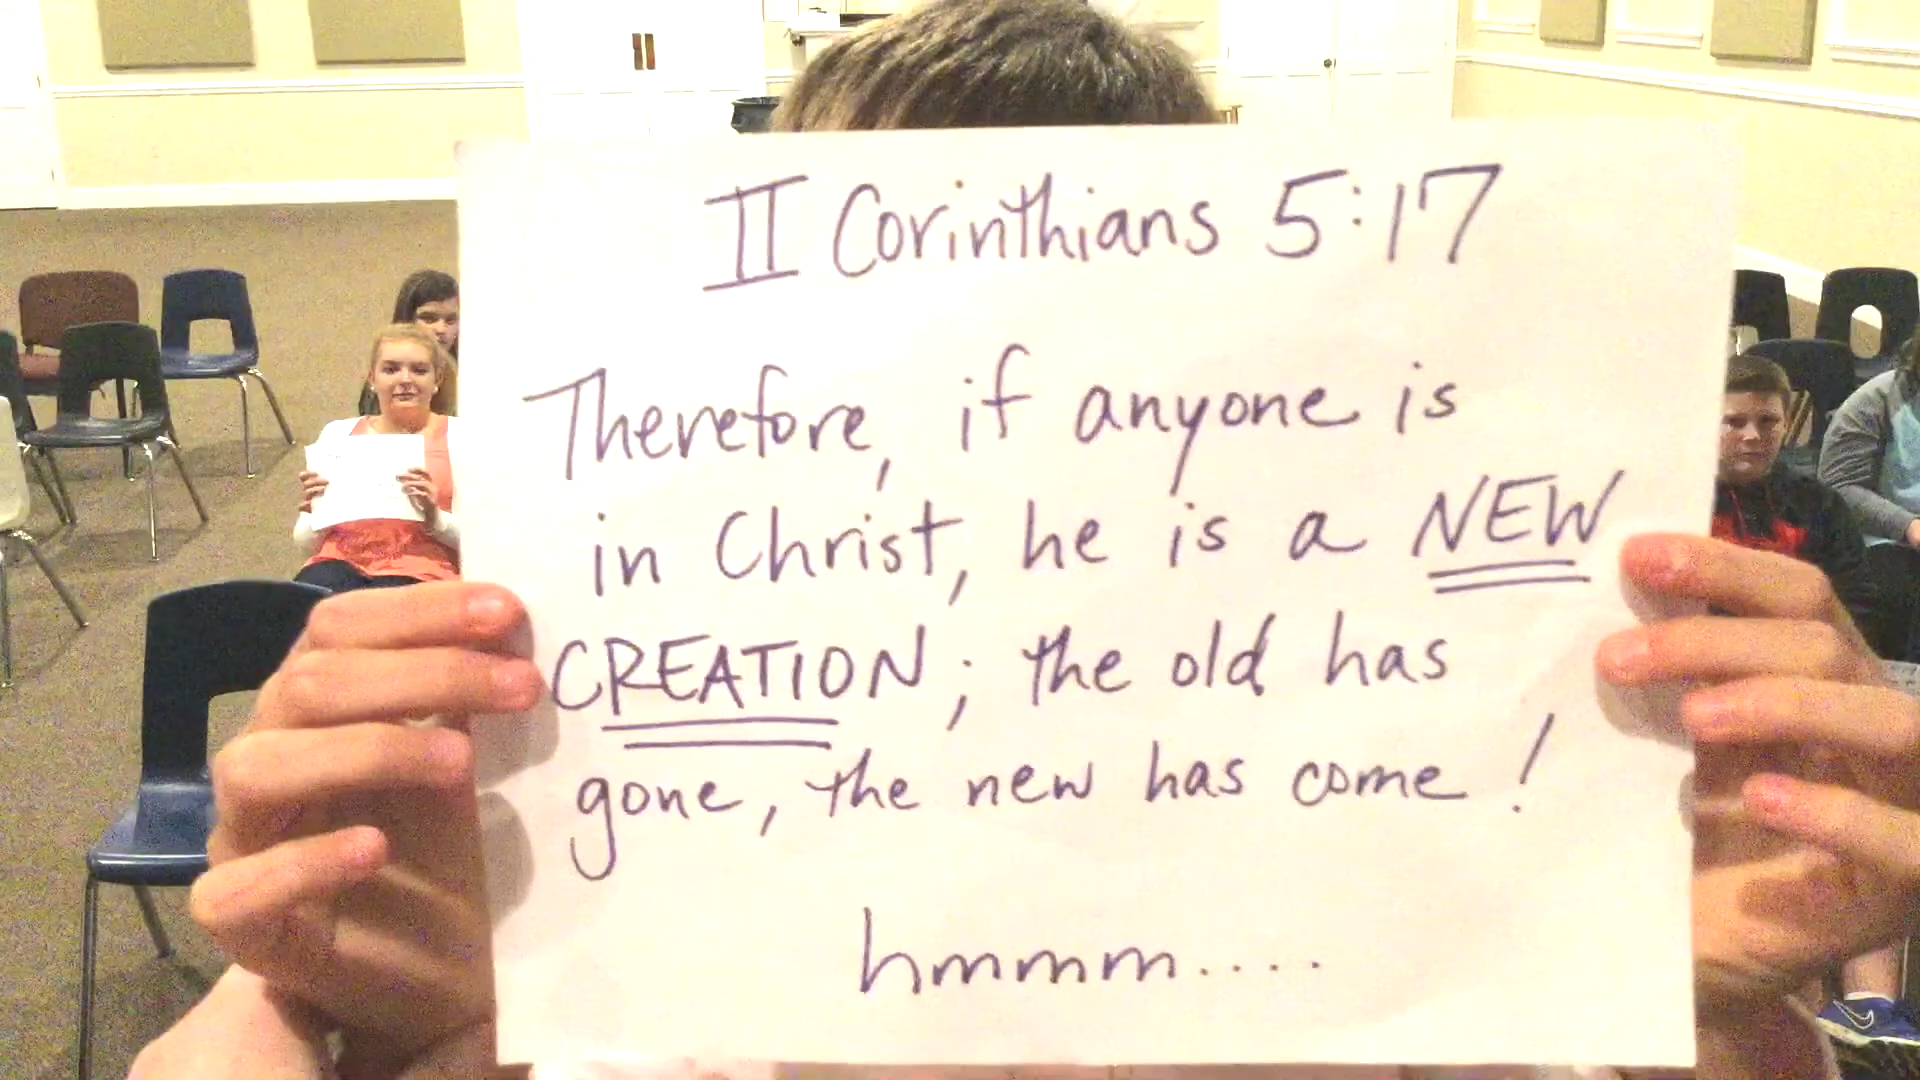 II Corinthians 5:17
Therefore, if anyone is
in Christ, he is a NEW
CREATION; the old has
gone, the new has come!
hmmm....